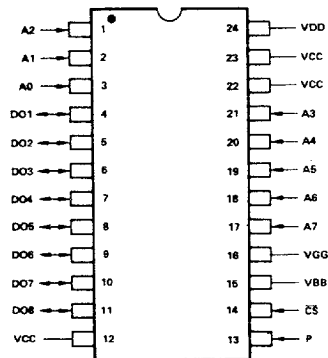 A2 1 24 VDD
A1 2 23 VCC
A0 3 22 VCC
DO1 4 21 A3
DO2 5 20 A4
DO3 6 19 A5
DO4 7 18 A6
DO5 8 17 A7
DO6 9 16 VGG
DO7 10 15 VBB
DO8 11 14 C̅S̅
VCC 12 13 P